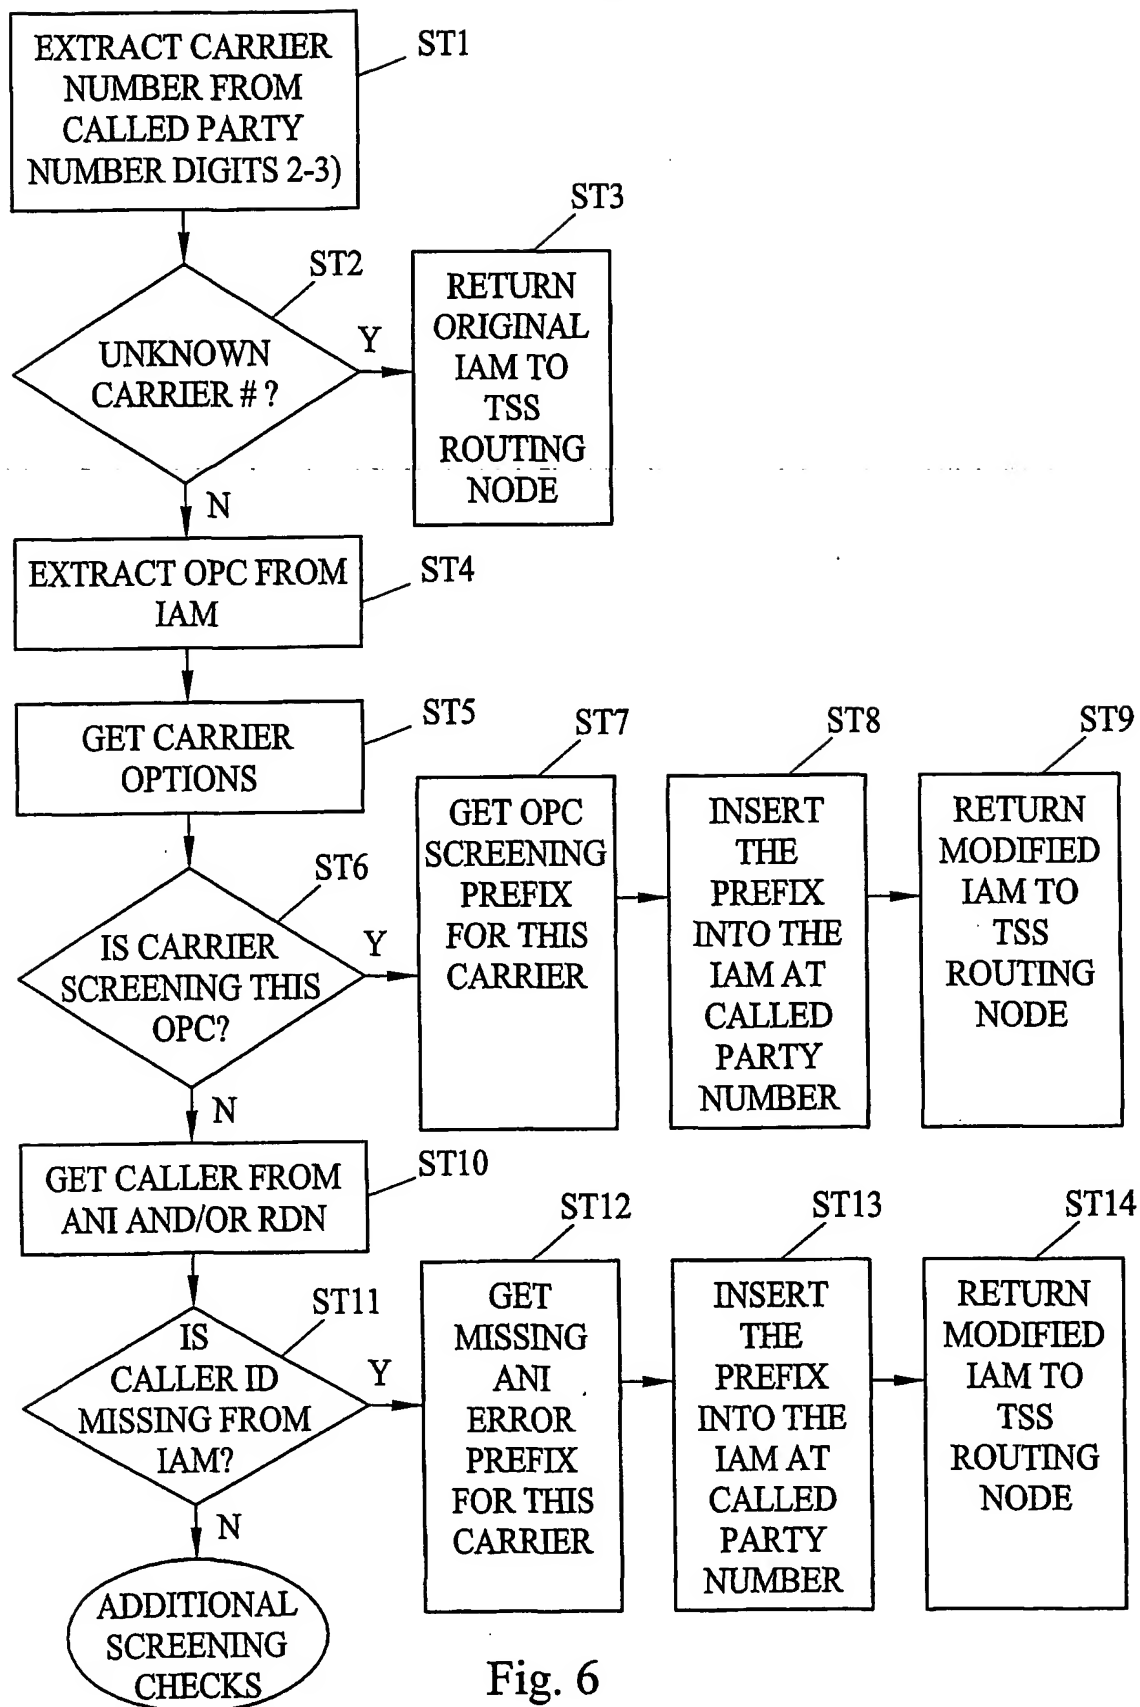 EXTRACT CARRIER
NUMBER FROM
CALLED PARTY
NUMBER DIGITS 2-3)
ST1
ST2
UNKNOWN
CARRIER # ?
Y
N
ST3
RETURN
ORIGINAL
IAM TO
TSS
ROUTING
NODE
EXTRACT OPC FROM
IAM
ST4
GET CARRIER
OPTIONS
ST5
ST6
IS CARRIER
SCREENING THIS
OPC?
Y
N
ST7
GET OPC
SCREENING
PREFIX
FOR THIS
CARRIER
ST8
INSERT
THE
PREFIX
INTO THE
IAM AT
CALLED
PARTY
NUMBER
ST9
RETURN
MODIFIED
IAM TO
TSS
ROUTING
NODE
GET CALLER FROM
ANI AND/OR RDN
ST10
ST11
IS
CALLER ID
MISSING FROM
IAM?
Y
N
ST12
GET
MISSING
ANI
ERROR
PREFIX
FOR THIS
CARRIER
ST13
INSERT
THE
PREFIX
INTO THE
IAM AT
CALLED
PARTY
NUMBER
ST14
RETURN
MODIFIED
IAM TO
TSS
ROUTING
NODE
ADDITIONAL
SCREENING
CHECKS
Fig. 6